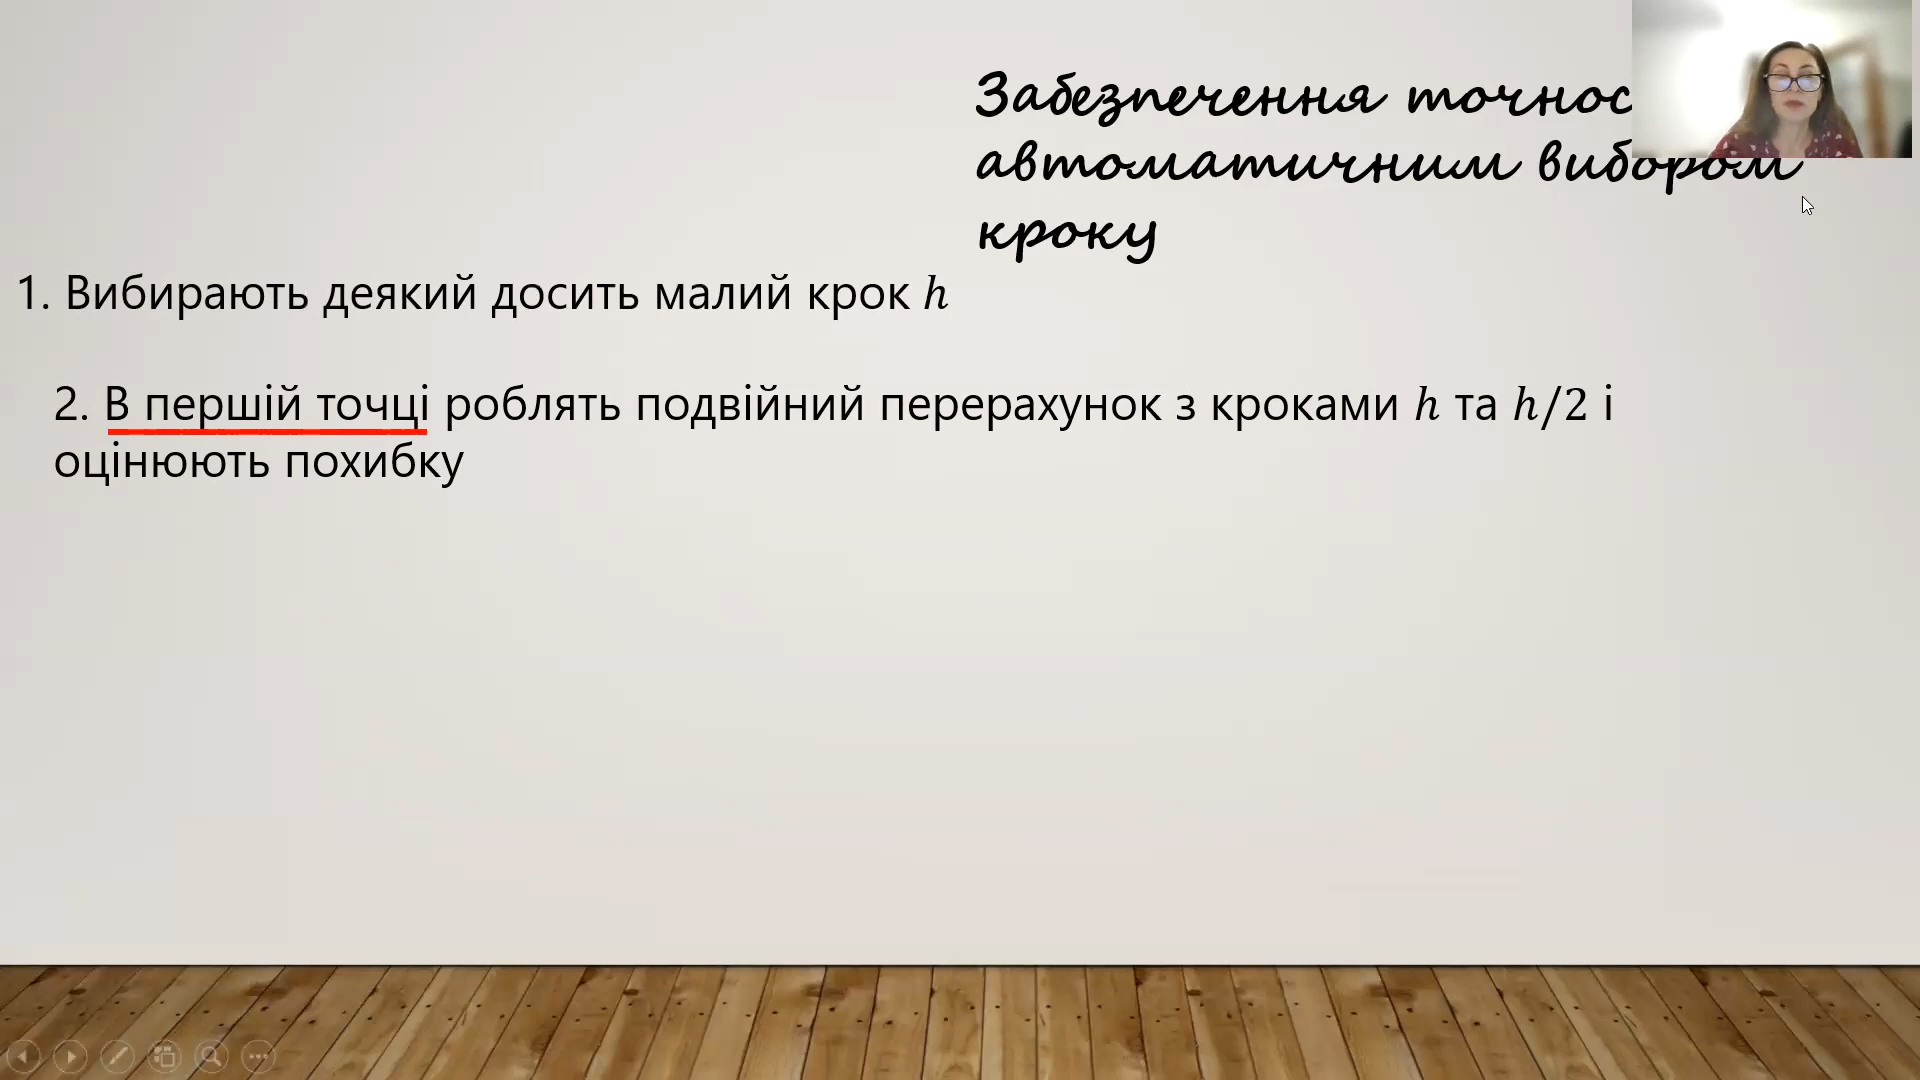 Забезпечення
автоматичним вибором
кроку
1. Вибирають деякий досить малий крок h
2. В першій точці роблять подвійний перерахунок з кроками h та h/2 і
оцінюють похибку